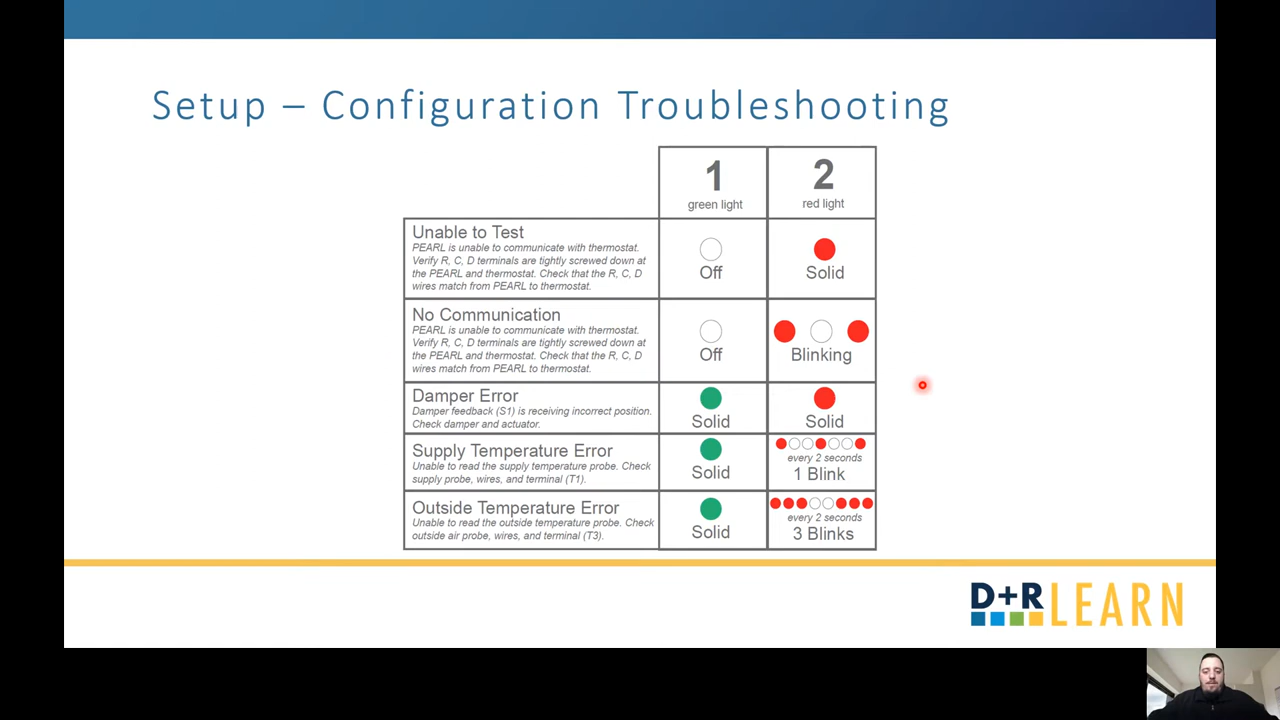 Setup – Configuration Troubleshooting
1
green light
2
red light
Unable to Test
PEARL is unable to communicate with thermostat.
Verify R, C, D terminals are tightly screwed down at
the PEARL and thermostat. Check that the R, C, D
wires match from PEARL to thermostat.
Off
Solid
No Communication
PEARL is unable to communicate with thermostat.
Verify R, C, D terminals are tightly screwed down at
the PEARL and thermostat. Check that the R, C, D
wires match from PEARL to thermostat.
Off
Blinking
Damper Error
Damper feedback (S1) is receiving incorrect position.
Check damper and actuator.
Solid
Solid
Supply Temperature Error
Unable to read the supply temperature probe. Check
supply probe, wires, and terminal (T1).
Solid
every 2 seconds
1 Blink
Outside Temperature Error
Unable to read the outside temperature probe. Check
outside air probe, wires, and terminal (T3).
Solid
every 2 seconds
3 Blinks
D+R LEARN